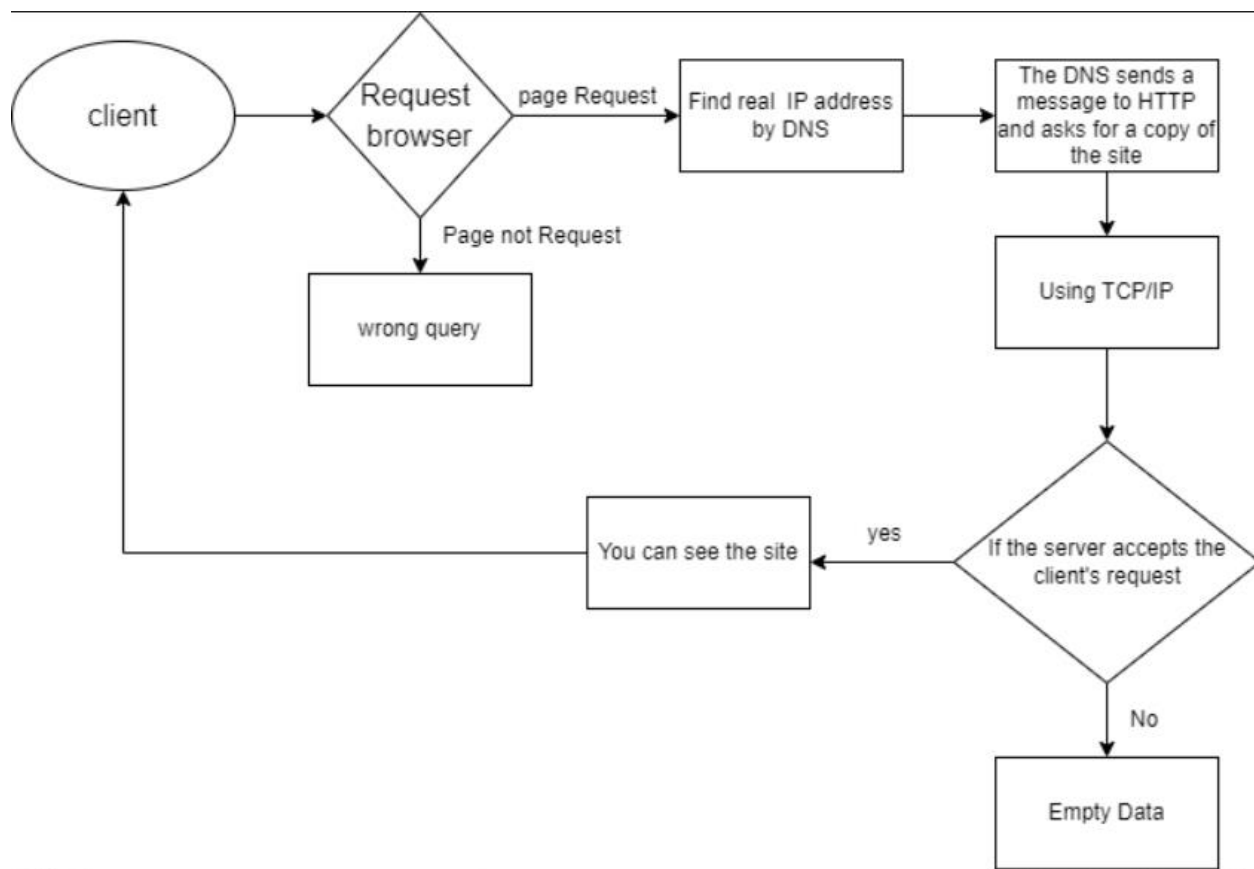 client
Request
browser
page Request
Find real IP address
by DNS
The DNS sends a
message to HTTP
and asks for a copy of
the site
Page not Request
wrong query
Using TCP/IP
If the server accepts the
client's request
yes
You can see the site
No
Empty Data